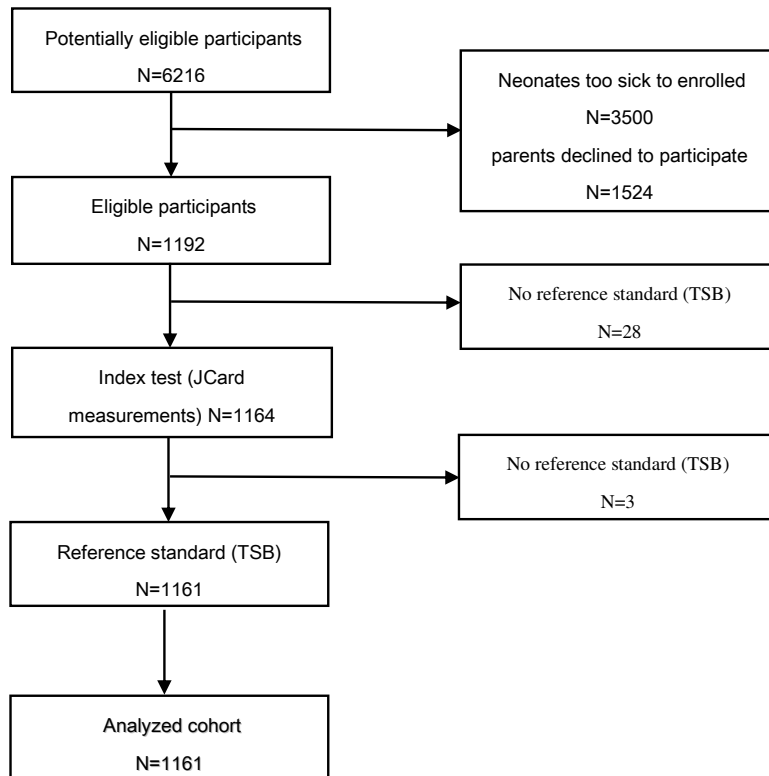 Potentially eligible participants
N=6216
Neonates too sick to enrolled
N=3500
parents declined to participate
N=1524
Eligible participants
N=1192
No reference standard (TSB)
N=28
Index test (JCard
measurements) N=1164
No reference standard (TSB)
N=3
Reference standard (TSB)
N=1161
Analyzed cohort
N=1161